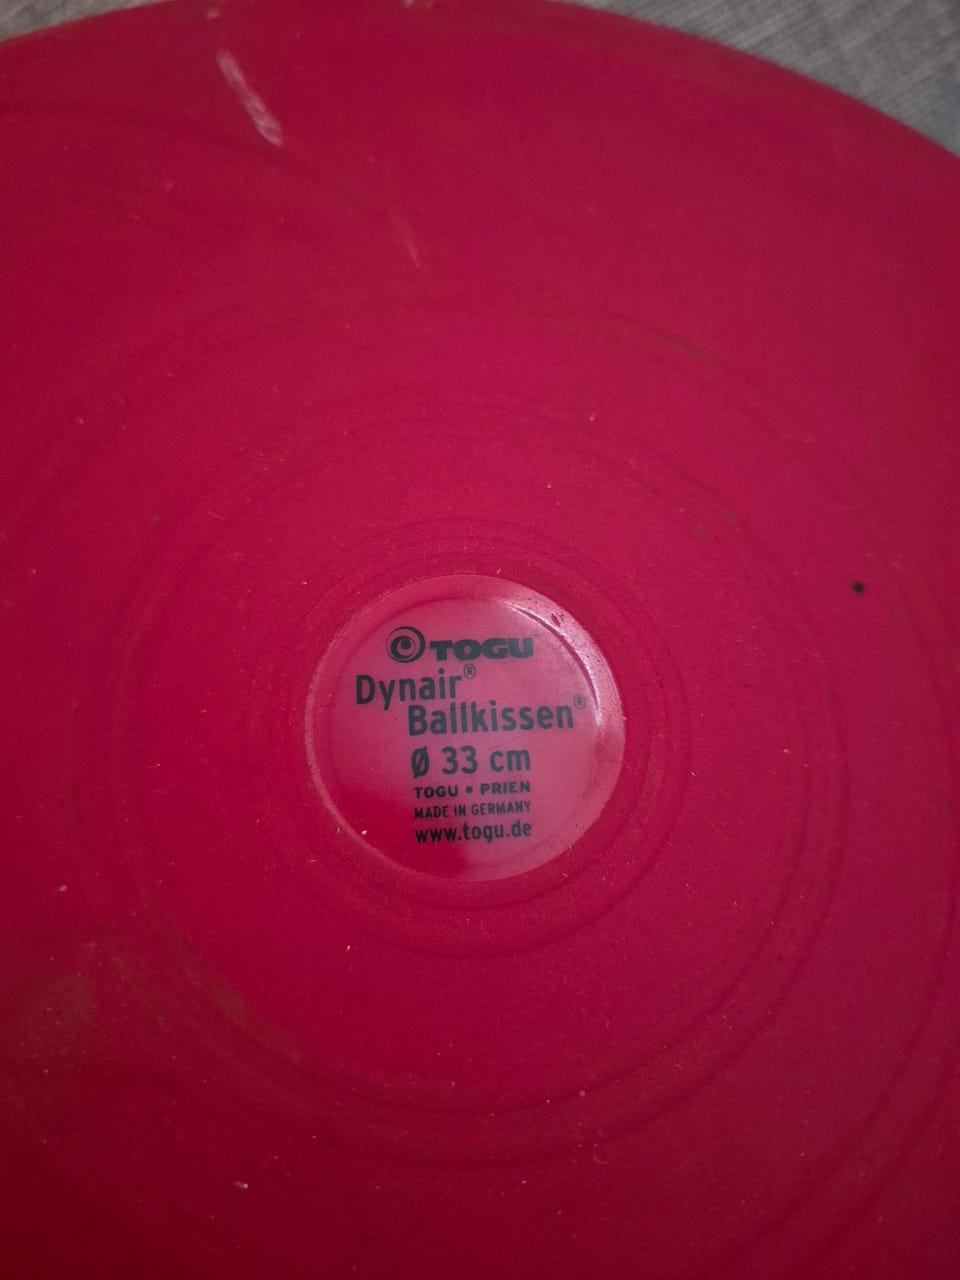 TOGU
Dynair®
Ballkissen®
Ø 33 cm
TOGU • PRIEN
MADE IN GERMANY
www.togu.de